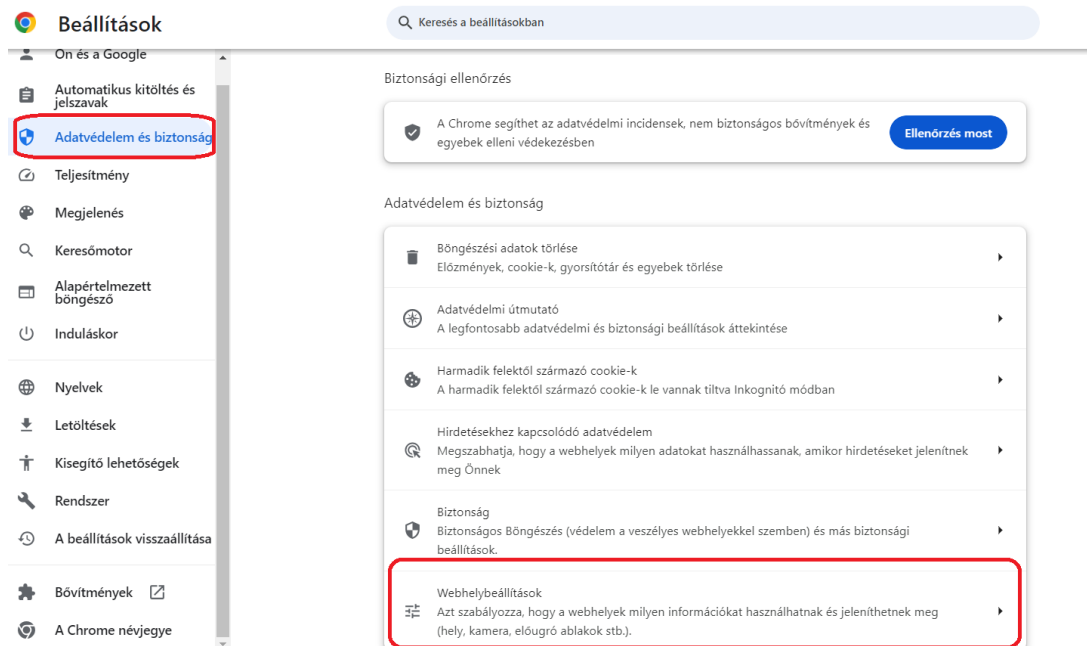 Beállítások
Keresés a beállításokban
Ön és a Google
Automatikus kitöltés és
jelszavak
Adatvédelem és biztonság
Teljesítmény
Megjelenés
Keresőmotor
Alapértelmezett
böngésző
Induláskor
Nyelvek
Letöltések
Kisegítő lehetőségek
Rendszer
A beállítások visszaállítása
Bővítmények
A Chrome névjegye
Biztonsági ellenőrzés
A Chrome segíthet az adatvédelmi incidensek, nem biztonságos bővítmények és
egyebek elleni védekezésben
Ellenőrzés most
Adatvédelem és biztonság
Böngészési adatok törlése
Előzmények, cookie-k, gyorsítótár és egyebek törlése
Adatvédelmi útmutató
A legfontosabb adatvédelmi és biztonsági beállítások áttekintése
Harmadik felektől származó cookie-k
A harmadik felektől származó cookie-k le vannak tiltva Inkognitó módban
Hirdetésekhez kapcsolódó adatvédelem
Megszabhatja, hogy a webhelyek milyen adatokat használhassanak, amikor hirdetéseket jelenítnek
meg Önnek
Biztonság
Biztonságos Böngészés (védelem a veszélyes webhelyekkel szemben) és más biztonsági
beállítások.
Webhelybeállítások
Azt szabályozza, hogy a webhelyek milyen információkat használhatnak és jeleníthetnek meg
(hely, kamera, előugró ablakok stb.).